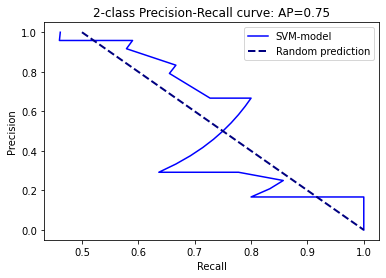 2-class Precision-Recall curve: AP=0.75
SVM-model
Random prediction
Precision
1.0
0.8
0.6
0.4
0.2
0.0
0.5 0.6 0.7 0.8 0.9 1.0
Recall